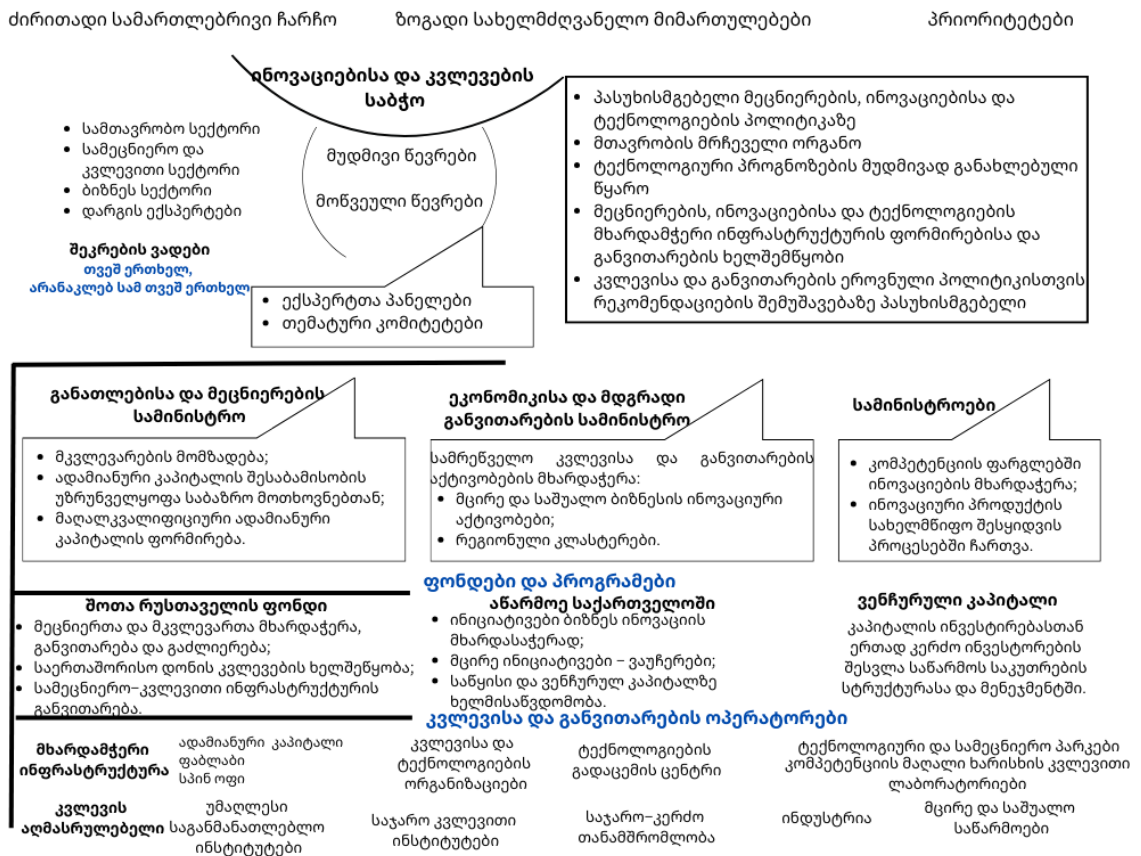 ძირითადი სამართლებრივი ჩარჩო
ზოგადი სახელმძღვანელო მიმართულებები
პრიორიტეტები
ინოვაციებისა და კვლევების
საბჭო
• სამთავრობო სექტორი
• სამეცნიერო და
კვლევითი სექტორი
• ბიზნეს სექტორი
• დარგის ექსპერტები
შეკრების ვადები
თვეშ ერთხელ,
არანაკლებ სამ თვეშ ერთხელ
მუდმივი წევრები
მოწვეული წევრები
• ექსპერტთა პანელები
• თემატური კომიტეტები
• პასუხისმგებელი მეცნიერების, ინოვაციებისა და
ტექნოლოგიების პოლიტიკაზე
• მთავრობის მრჩეველი ორგანო
• ტექნოლოგიური პროგნოზების მუდმივად განახლებული
წყარო
• მეცნიერების, ინოვაციებისა და ტექნოლოგიების
მხარდამჭერი ინფრასტრუქტურის ფორმირებისა და
განვითარების ხელშემწყობი
• კვლევისა და განვითარების ეროვნული პოლიტიკისთვის
რეკომენდაციების შემუშავებაზე პასუხისმგებელი
განათლებისა და მეცნიერების
სამინისტრო
• მკვლევარების მომზადება;
• ადამიანური კაპიტალის შესაბამისობის
უზრუნველყოფა საბაზრო მოთხოვნებთან;
• მაღალკვალიფიციური ადამიანური
კაპიტალის ფორმირება.
ეკონომიკისა და მდგრადი
განვითარების სამინისტრო
სამრეწველო კვლევისა და განვითარების
აქტივობების მხარდაჭერა:
• მცირე და საშუალო ბიზნესის ინოვაციური
აქტივობები;
• რეგიონული კლასტერები.
სამინისტროები
• კომპეტენციის ფარგლებში
ინოვაციების მხარდაჭერა;
• ინოვაციური პროდუქტის
სახელმწიფო შესყიდვის
პროცესებში ჩართვა.
ფონდები და პროგრამები
შოთა რუსთაველის ფონდი
• მეცნიერთა და მკვლევართა მხარდაჭერა,
განვითარება და გაძლიერება;
• საერთაშორისო დონის კვლევების ხელშეწყობა;
• სამეცნიერო–კვლევითი ინფრასტრუქტურის
განვითარება.
აწარმოე საქართველოში
• ინიციატივები ბიზნეს ინოვაციის
მხარდასაჭერად;
• მცირე ინიციატივები – ვაუჩერები;
• საწყისი და ვენჩურულ კაპიტალზე
ხელმისაწვდომობა.
ვენჩურული კაპიტალი
კაპიტალის ინვესტირებასთან
ერთად კერძო ინვესტორების
შესვლა საწარმოს საკუთრების
სტრუქტურასა და მენეჯმენტში.
კვლევისა და განვითარების ოპერატორები
მხარდამჭერი
ინფრასტრუქტურა
ადამიანური კაპიტალი
ფაბლაბი
სპინ ოფი
კვლევისა და
ტექნოლოგიების
ორგანიზაციები
ტექნოლოგიების
გადაცემის ცენტრი
ტექნოლოგიური და სამეცნიერო პარკები
კომპეტენციის მაღალი ხარისხის კვლევითი
ლაბორატორიები
კვლევის
აღმასრულებელი
უმაღლესი
საგანმანათლებლო
ინსტიტუტები
საჯარო კვლევითი
ინსტიტუტები
საჯარო–კერძო
თანამშრომლობა
ინდუსტრია
მცირე და საშუალო
საწარმოები